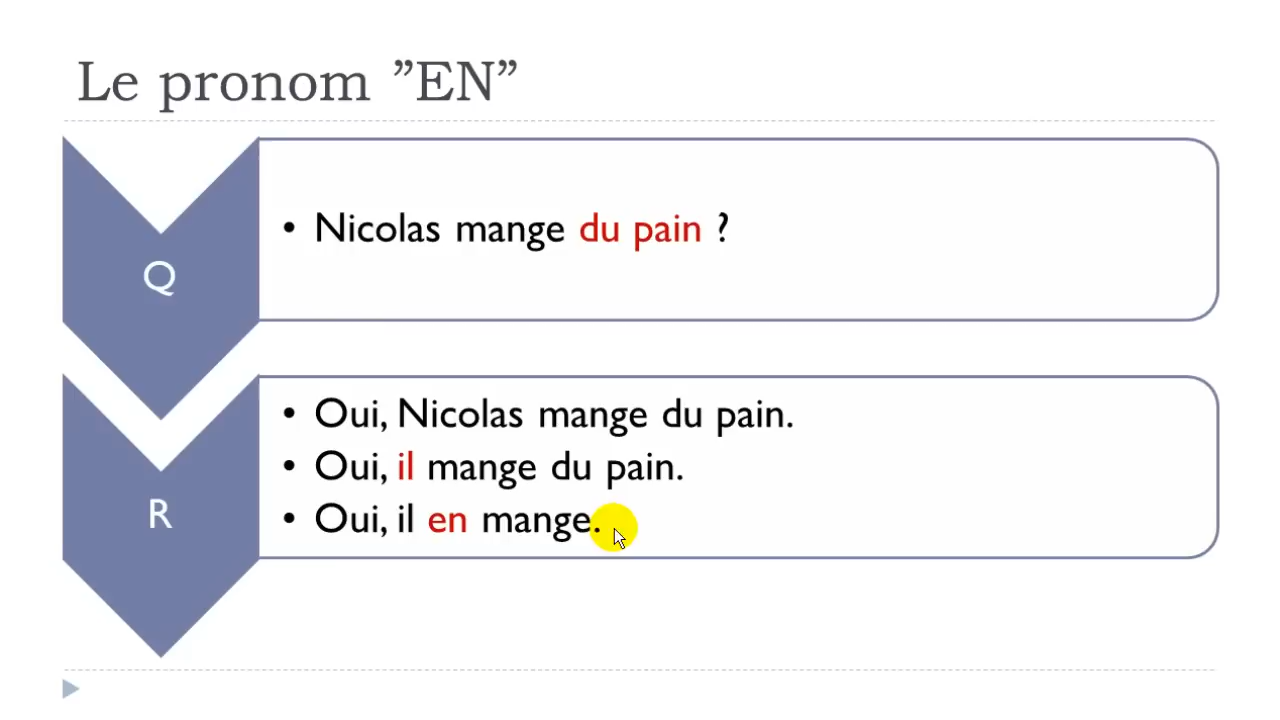 Le pronom ”EN”
Q
• Nicolas mange du pain ?
R
• Oui, Nicolas mange du pain.
• Oui, il mange du pain.
• Oui, il en mange.